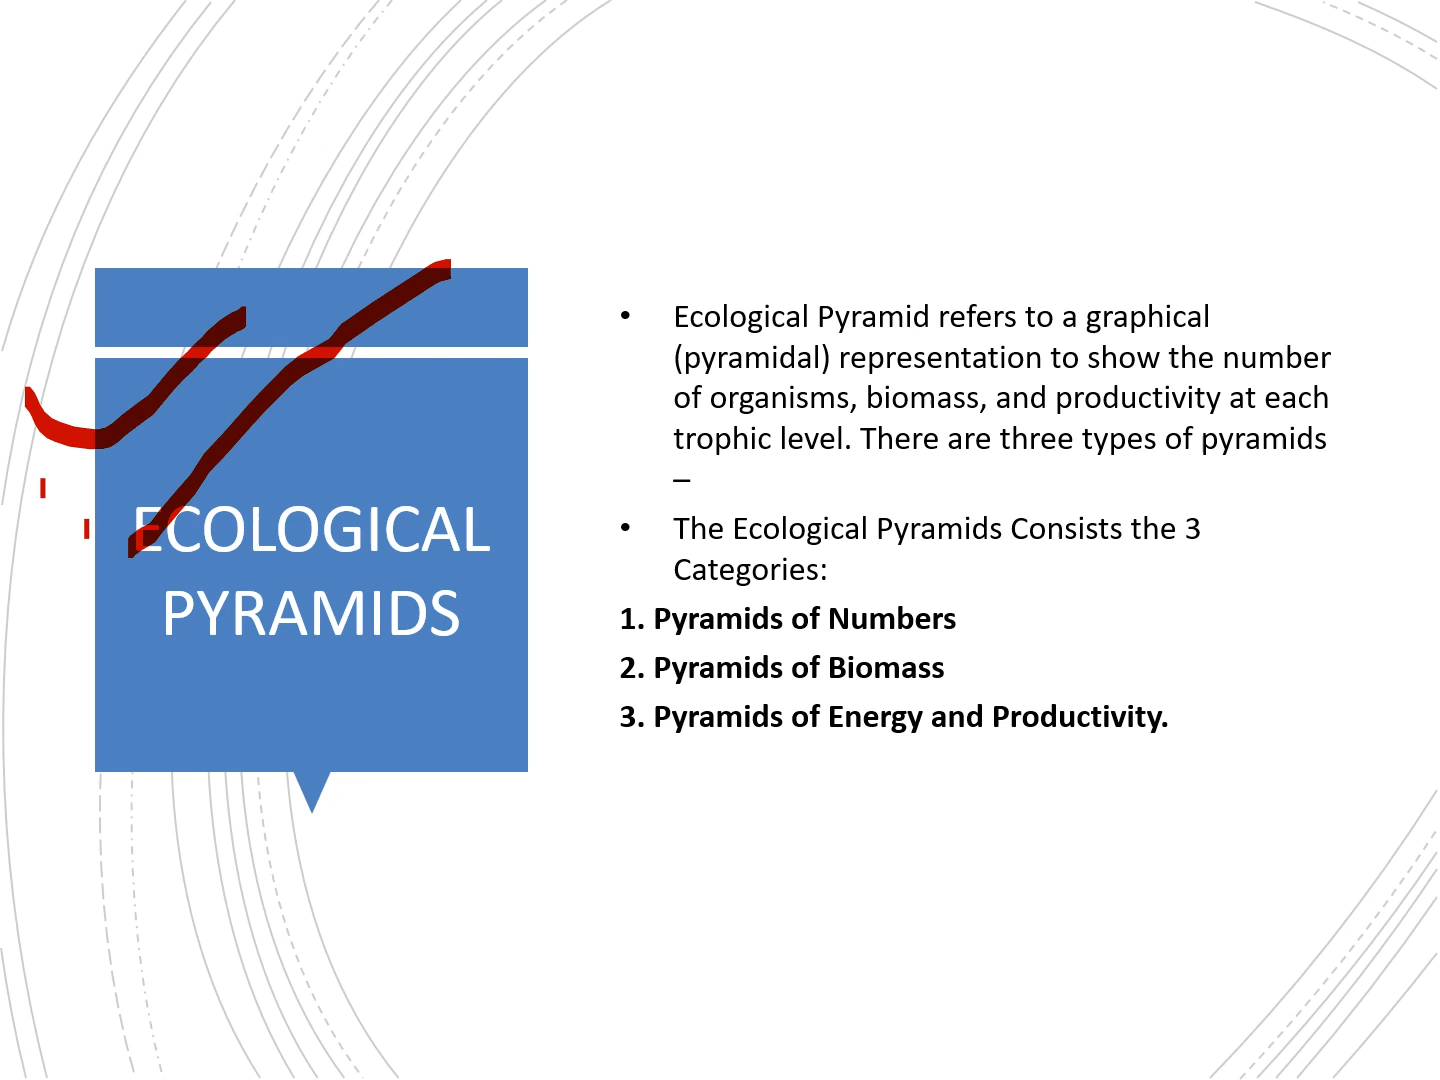 ECOLOGICAL
PYRAMIDS
• Ecological Pyramid refers to a graphical
(pyramidal) representation to show the number
of organisms, biomass, and productivity at each
trophic level. There are three types of pyramids
–
• The Ecological Pyramids Consists the 3
Categories:
1. Pyramids of Numbers
2. Pyramids of Biomass
3. Pyramids of Energy and Productivity.